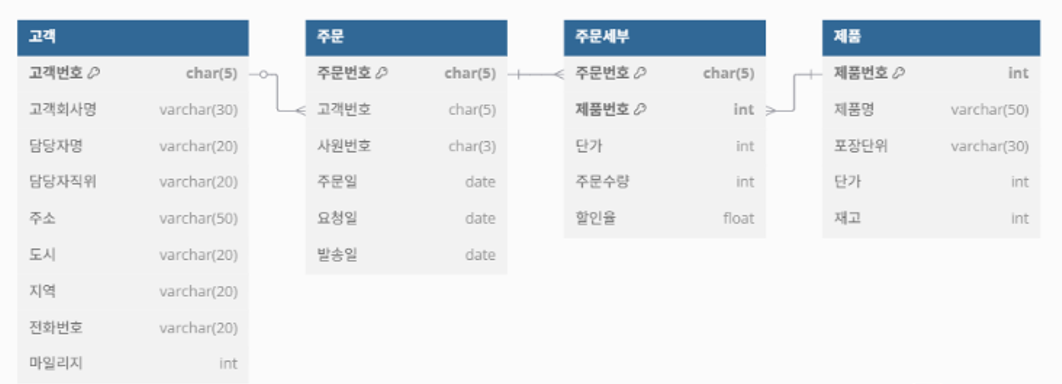 고객
고객번호 char(5)
고객회사명 varchar(30)
담당자명 varchar(20)
담당자직위 varchar(20)
주소 varchar(50)
도시 varchar(20)
지역 varchar(20)
전화번호 varchar(20)
마일리지 int
주문
주문번호 char(5)
고객번호 char(5)
사원번호 char(3)
주문일 date
요청일 date
발송일 date
주문세부
주문번호 char(5)
제품번호 int
단가 int
주문수량 int
할인율 float
제품
제품번호 int
제품명 varchar(50)
포장단위 varchar(30)
단가 int
재고 int